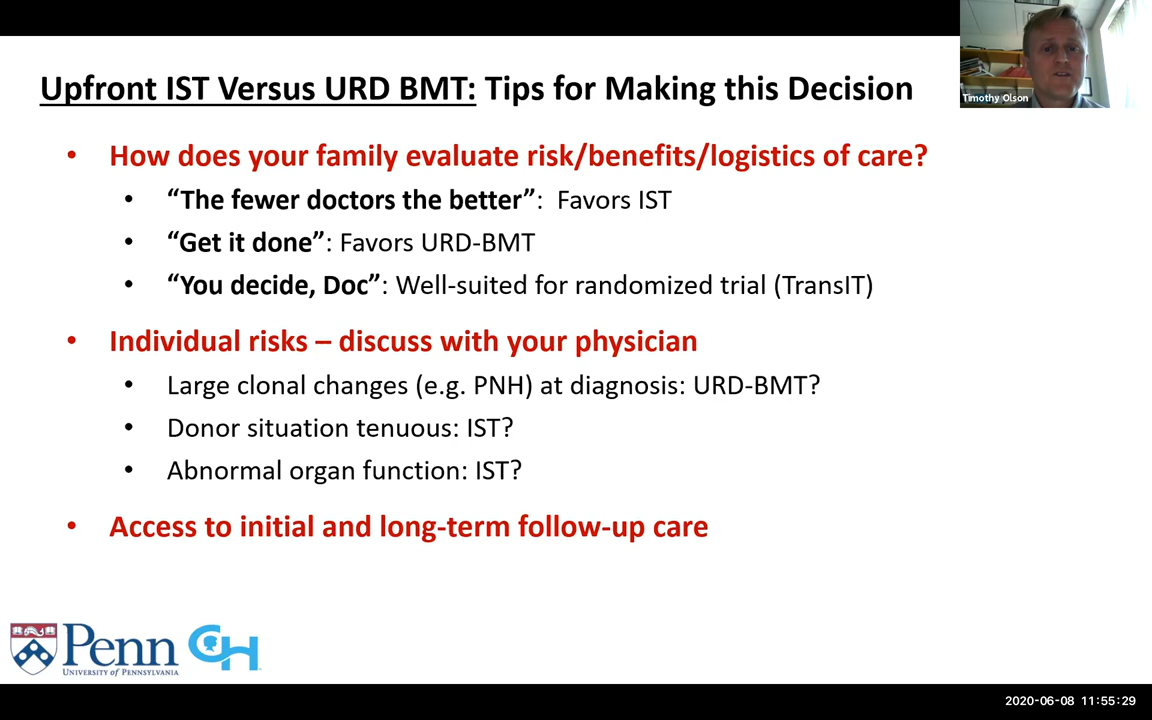 Timothy Olson
Upfront IST Versus URD BMT: Tips for Making this Decision
• How does your family evaluate risk/benefits/logistics of care?
• “The fewer doctors the better”: Favors IST
• “Get it done”: Favors URD-BMT
• “You decide, Doc”: Well-suited for randomized trial (TransIT)
• Individual risks – discuss with your physician
• Large clonal changes (e.g. PNH) at diagnosis: URD-BMT?
• Donor situation tenuous: IST?
• Abnormal organ function: IST?
• Access to initial and long-term follow-up care
Penn
UNIVERSITY of PENNSYLVANIA
CH
2020-06-08 11:55:29